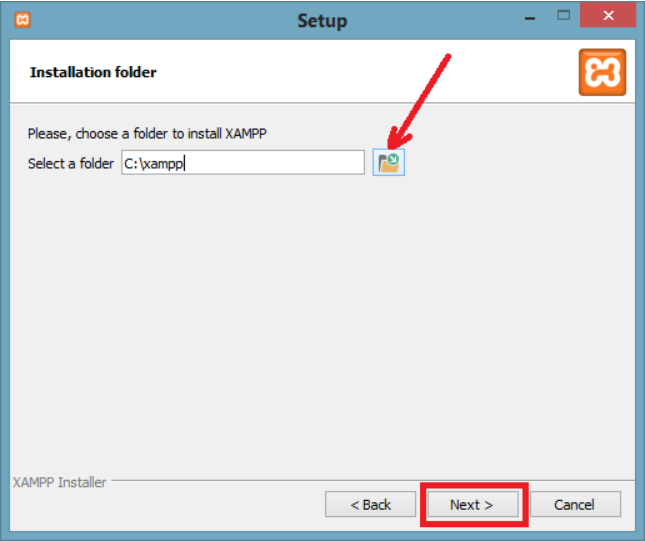 Setup
Installation folder
Please, choose a folder to install XAMPP
Select a folder C:\xampp
XAMPP Installer
< Back Next > Cancel